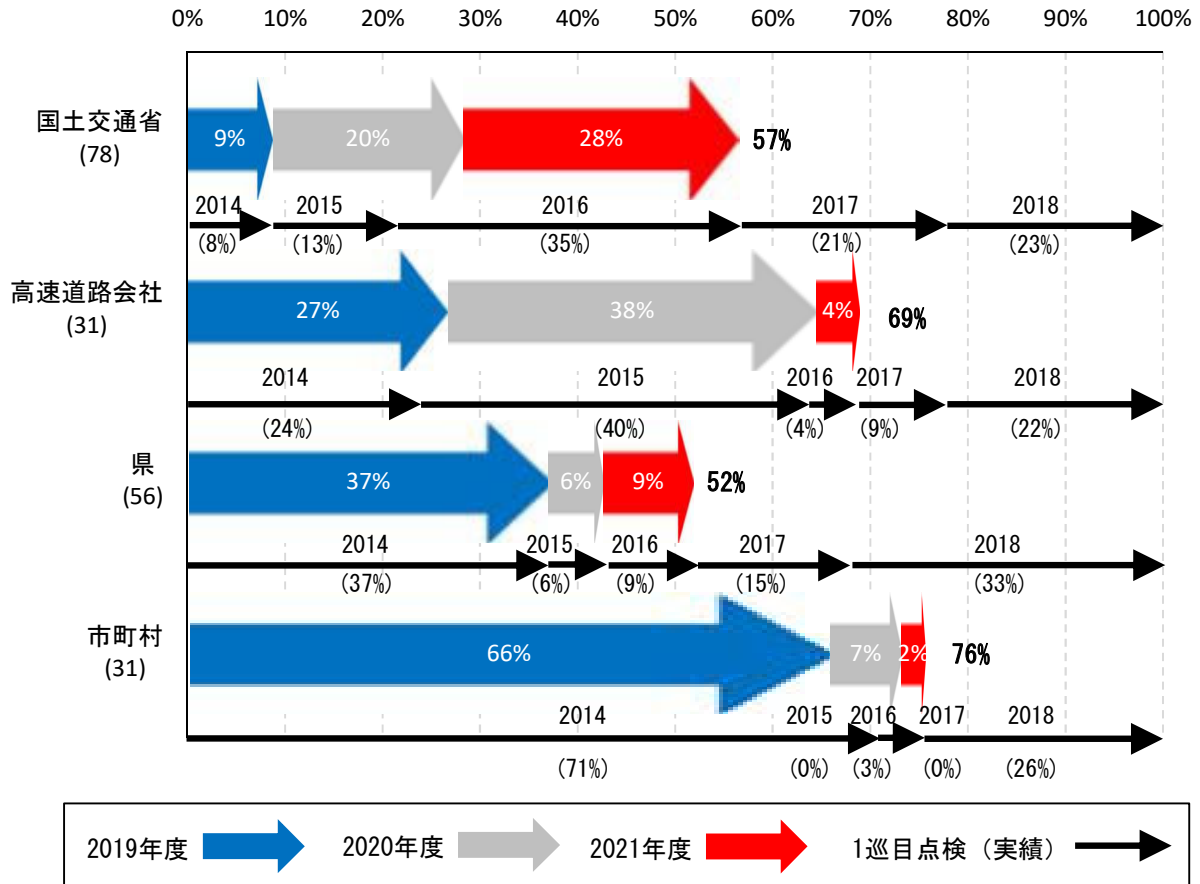 0% 10% 20% 30% 40% 50% 60% 70% 80% 90% 100%
国土交通省
(78)
9% 20% 28% 57%
2014 2015 2016 2017 2018
(8%) (13%) (35%) (21%) (23%)
高速道路会社
(31)
27% 38% 4% 69%
2014 2015 2016 2017 2018
(24%) (40%) (4%) (9%) (22%)
県
(56)
37% 6% 9% 52%
2014 2015 2016 2017 2018
(37%) (6%) (9%) (15%) (33%)
市町村
(31)
66% 7% 2% 76%
2014 2015 2016 2017 2018
(71%) (0%) (3%) (0%) (26%)
2019年度 2020年度 2021年度 1巡目点検（実績）